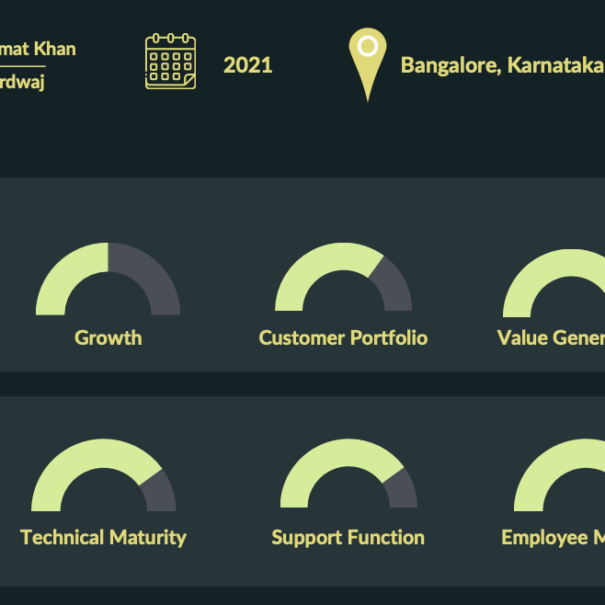 mat Khan
rdwaj
2021
Bangalore, Karnataka
Growth
Customer Portfolio
Value Gener
Technical Maturity
Support Function
Employee M